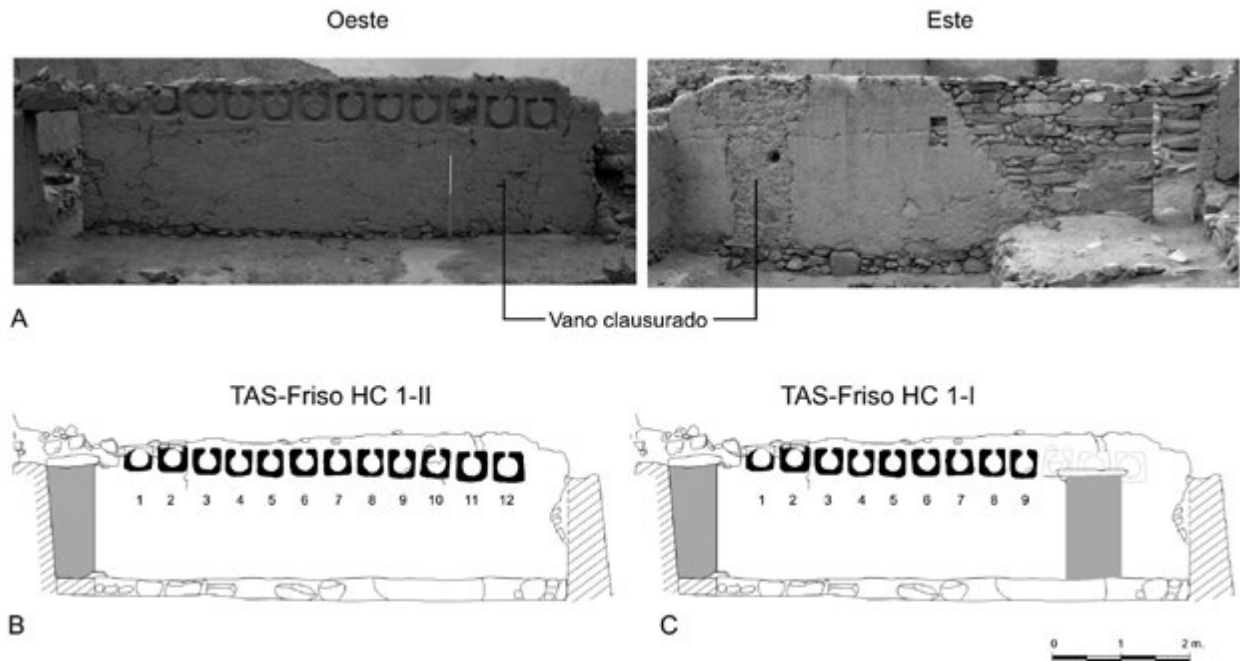 Oeste
Este
Vano clausurado
A
TAS-Friso HC 1-II
1 2 3 4 5 6 7 8 9 10 11 12
B
TAS-Friso HC 1-I
1 2 3 4 5 6 7 8 9
C
0 1 2 m.